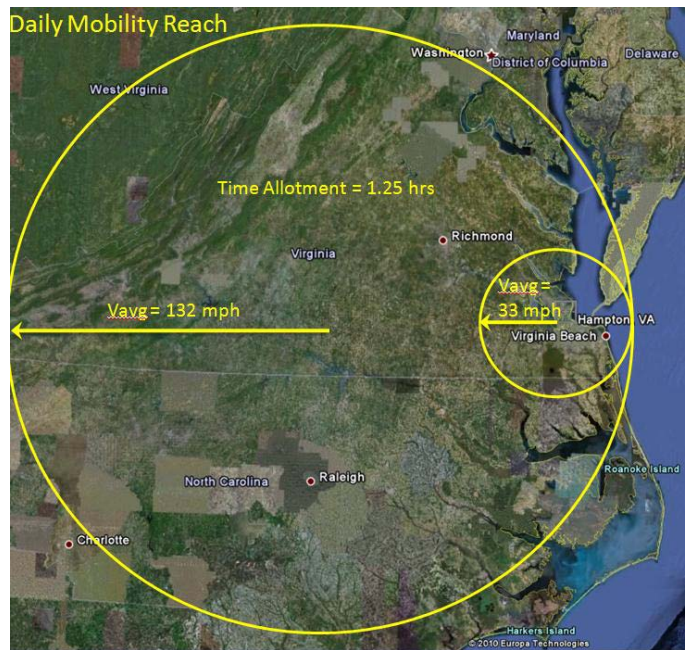 Daily Mobility Reach
Maryland
Washington
District of Columbia
Delaware
West Virginia
Time Allotment = 1.25 hrs
Richmond
Virginia
Vavg =
33 mph
Vavg= 132 mph
Hampton, VA
Virginia Beach
Roanoke Island
North Carolina
Raleigh
Charlotte
Harkers Island
© 2010 Europa Technologies